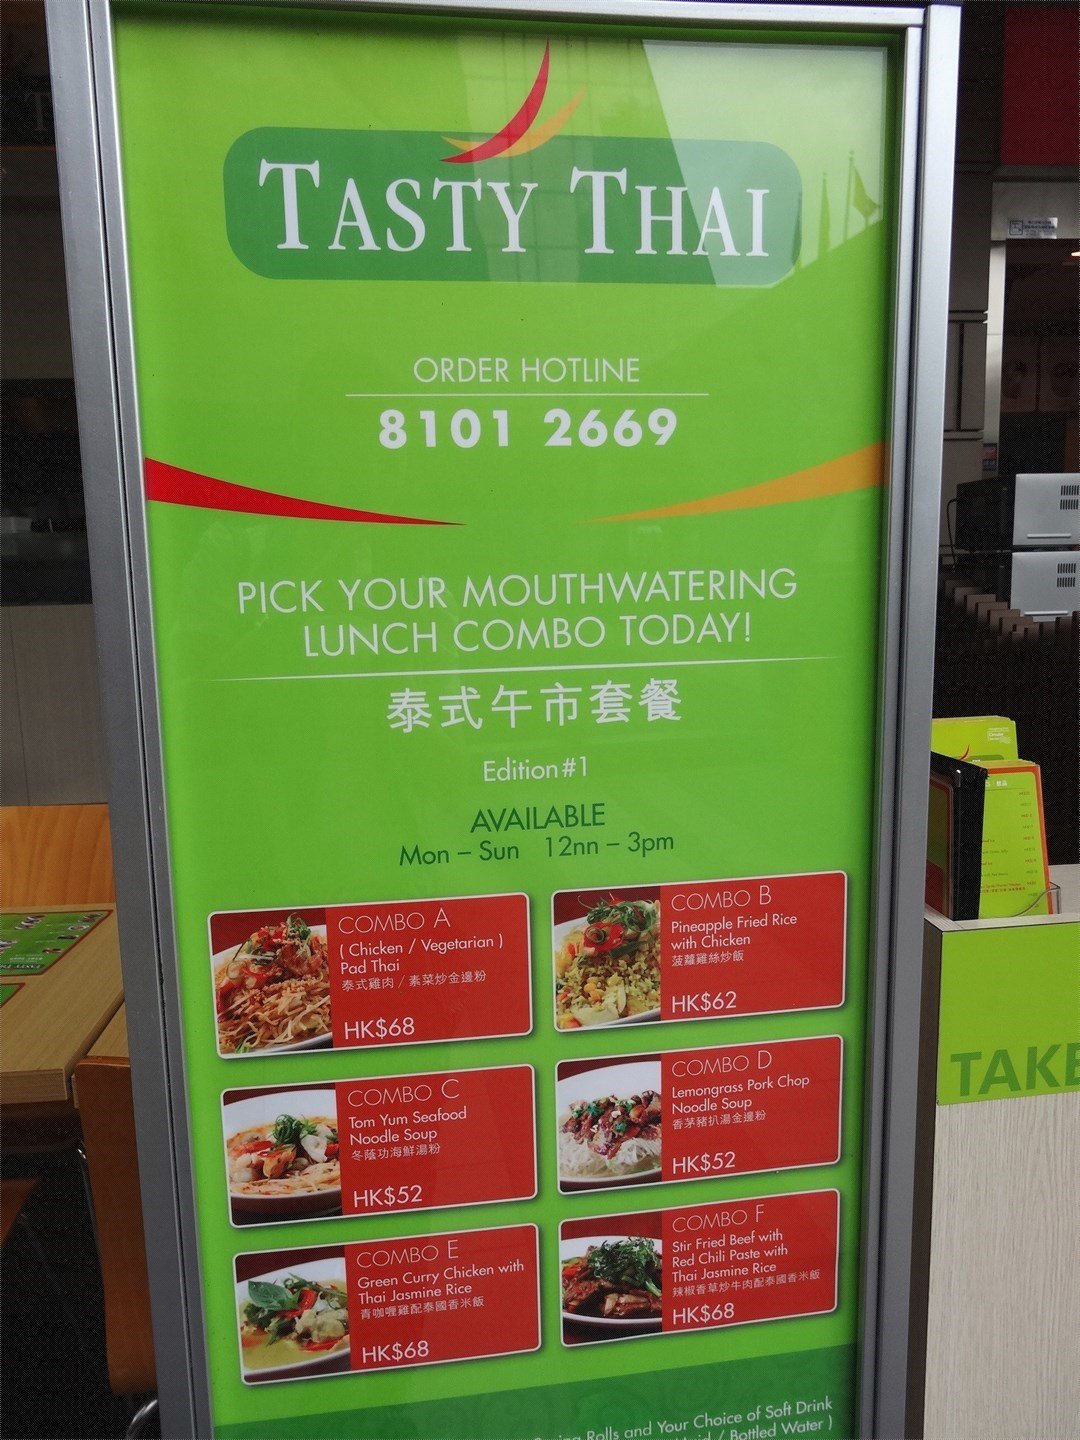 TASTY THAI
ORDER HOTLINE
8101 2669
PICK YOUR MOUTHWATERING
LUNCH COMBO TODAY!
泰式午市套餐
Edition #1
AVAILABLE
Mon – Sun 12nn – 3pm
COMBO A
( Chicken / Vegetarian )
Pad Thai
泰式雞肉 / 素菜炒金邊粉
HK$68
COMBO B
Pineapple Fried Rice
with Chicken
菠蘿雞絲炒飯
HK$62
COMBO C
Tom Yum Seafood
Noodle Soup
冬蔭功海鮮湯粉
HK$52
COMBO D
Lemongrass Pork Chop
Noodle Soup
香茅豬扒湯金邊粉
HK$52
COMBO E
Green Curry Chicken with
Thai Jasmine Rice
青咖喱雞配泰國香米飯
HK$68
COMBO F
Stir Fried Beef with
Red Chili Paste with
Thai Jasmine Rice
辣椒香草炒牛肉配泰國香米飯
HK$68
Rolls and Your Choice of Soft Drink
/ Bottled Water )
TAKE